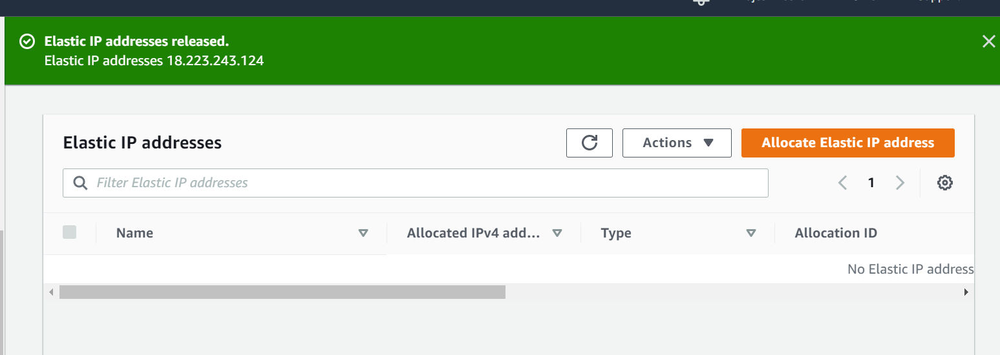 Elastic IP addresses released.
Elastic IP addresses 18.223.243.124
Elastic IP addresses
Actions
Allocate Elastic IP address
Filter Elastic IP addresses
1
Name
Allocated IPv4 add...
Type
Allocation ID
No Elastic IP address